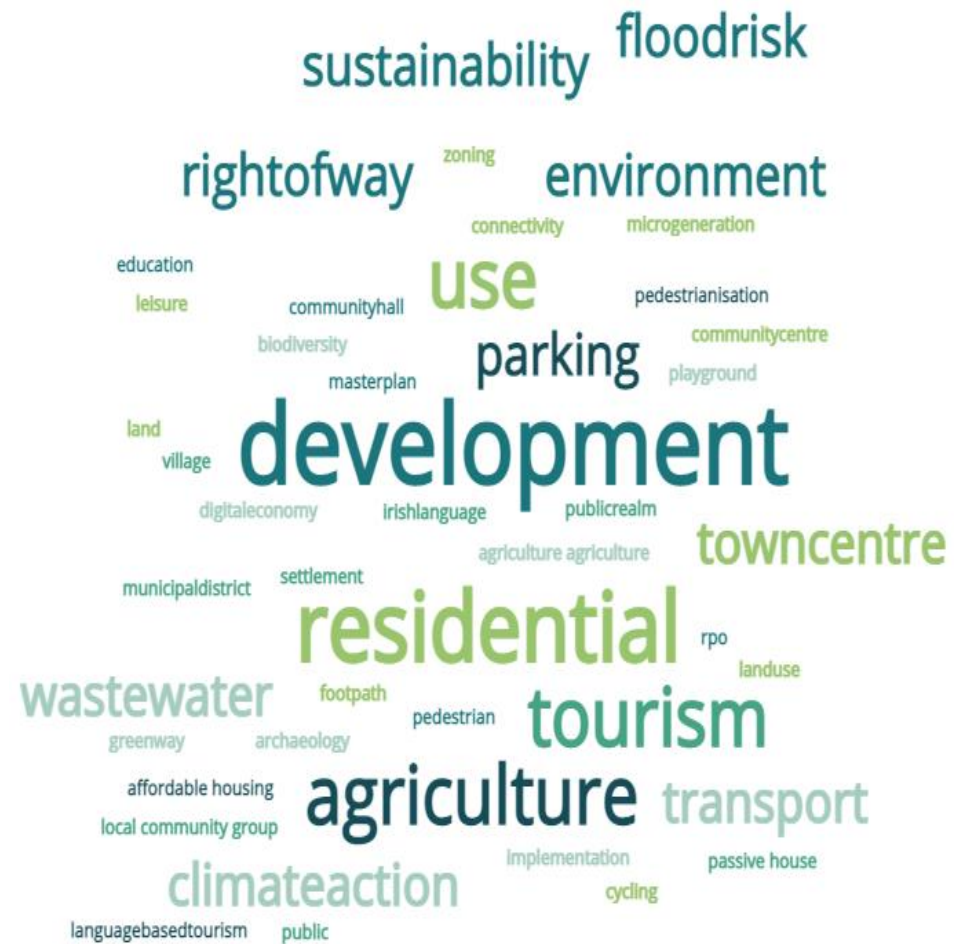 floodrisk
sustainability
zoning
rightofway
environment
connectivity
microgeneration
education
use
leisure
communityhall
pedestrianisation
biodiversity
parking
communitycentre
masterplan
playground
land
development
village
digitaleconomy
irishlanguage
publicrealm
agriculture agriculture
towncentre
municipaldistrict
settlement
residential
rpo
landuse
wastewater
footpath
pedestrian
tourism
greenway
archaeology
affordable housing
agriculture
transport
local community group
implementation
passive house
climateaction
cycling
languagebasedtourism
public